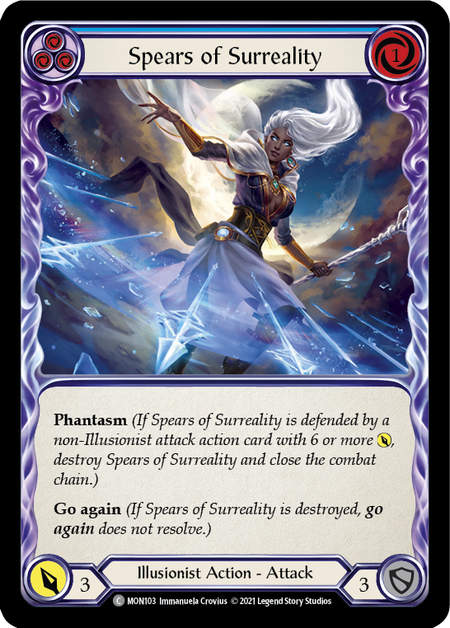 Spears of Surreality
1
Phantasm (If Spears of Surreality is defended by a
non-Illusionist attack action card with 6 or more ,
destroy Spears of Surreality and close the combat
chain.)
Go again (If Spears of Surreality is destroyed, go
again does not resolve.)
3
Illusionist Action - Attack
3
C MON103 Immanuela Crovius © 2021 Legend Story Studios